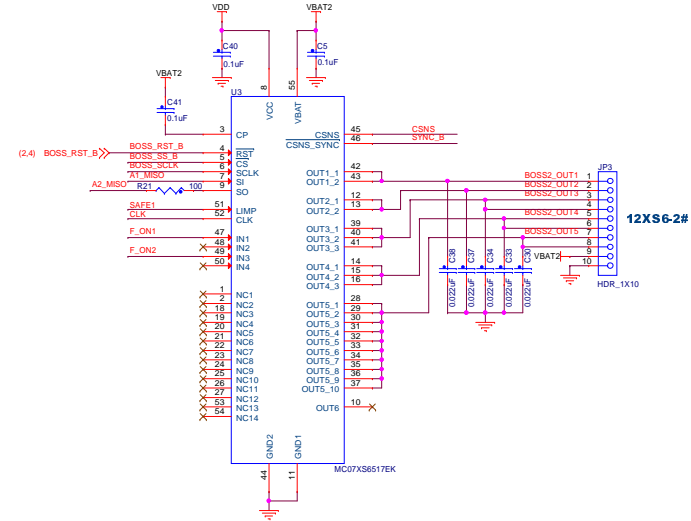 VDD
VBAT2
C40
0.1uF
C5
0.1uF
VBAT2
C41
0.1uF
U3
8
55
VCC
VBAT
3
CP
(2,4) BOSS_RST_B
BOSS_RST_B
4
RST
BOSS_SS_B
5
CS
BOSS_SCLK
6
SCLK
A1_MISO
7
SI
A2_MISO
R21
100
9
SO
SAFE1
51
LIMP
CLK
52
CLK
F_ON1
47
IN1
48
IN2
F_ON2
49
IN3
50
IN4
1
NC1
2
NC2
18
NC3
19
NC4
20
NC5
21
NC6
22
NC7
23
NC8
24
NC9
25
NC10
26
NC11
27
NC12
53
NC13
54
NC14
CSNS
45
CSNS
CSNS_SYNC
46
SYNC_B
OUT1_1
42
OUT1_2
43
OUT2_1
12
OUT2_2
13
OUT3_1
39
OUT3_2
40
OUT3_3
41
OUT4_1
14
OUT4_2
15
OUT4_3
16
OUT5_1
28
OUT5_2
29
OUT5_3
30
OUT5_4
31
OUT5_5
32
OUT5_6
33
OUT5_7
34
OUT5_8
35
OUT5_9
36
OUT5_10
37
OUT6
10
GND2
GND1
44
11
MC07XS6517EK
C38
0.022uF
C37
0.022uF
C34
0.022uF
C33
0.022uF
C30
0.022uF
JP3
BOSS2_OUT1
1
BOSS2_OUT2
2
BOSS2_OUT3
3
4
BOSS2_OUT4
5
6
BOSS2_OUT5
7
8
VBAT2
9
10
HDR_1X10
12XS6-2#